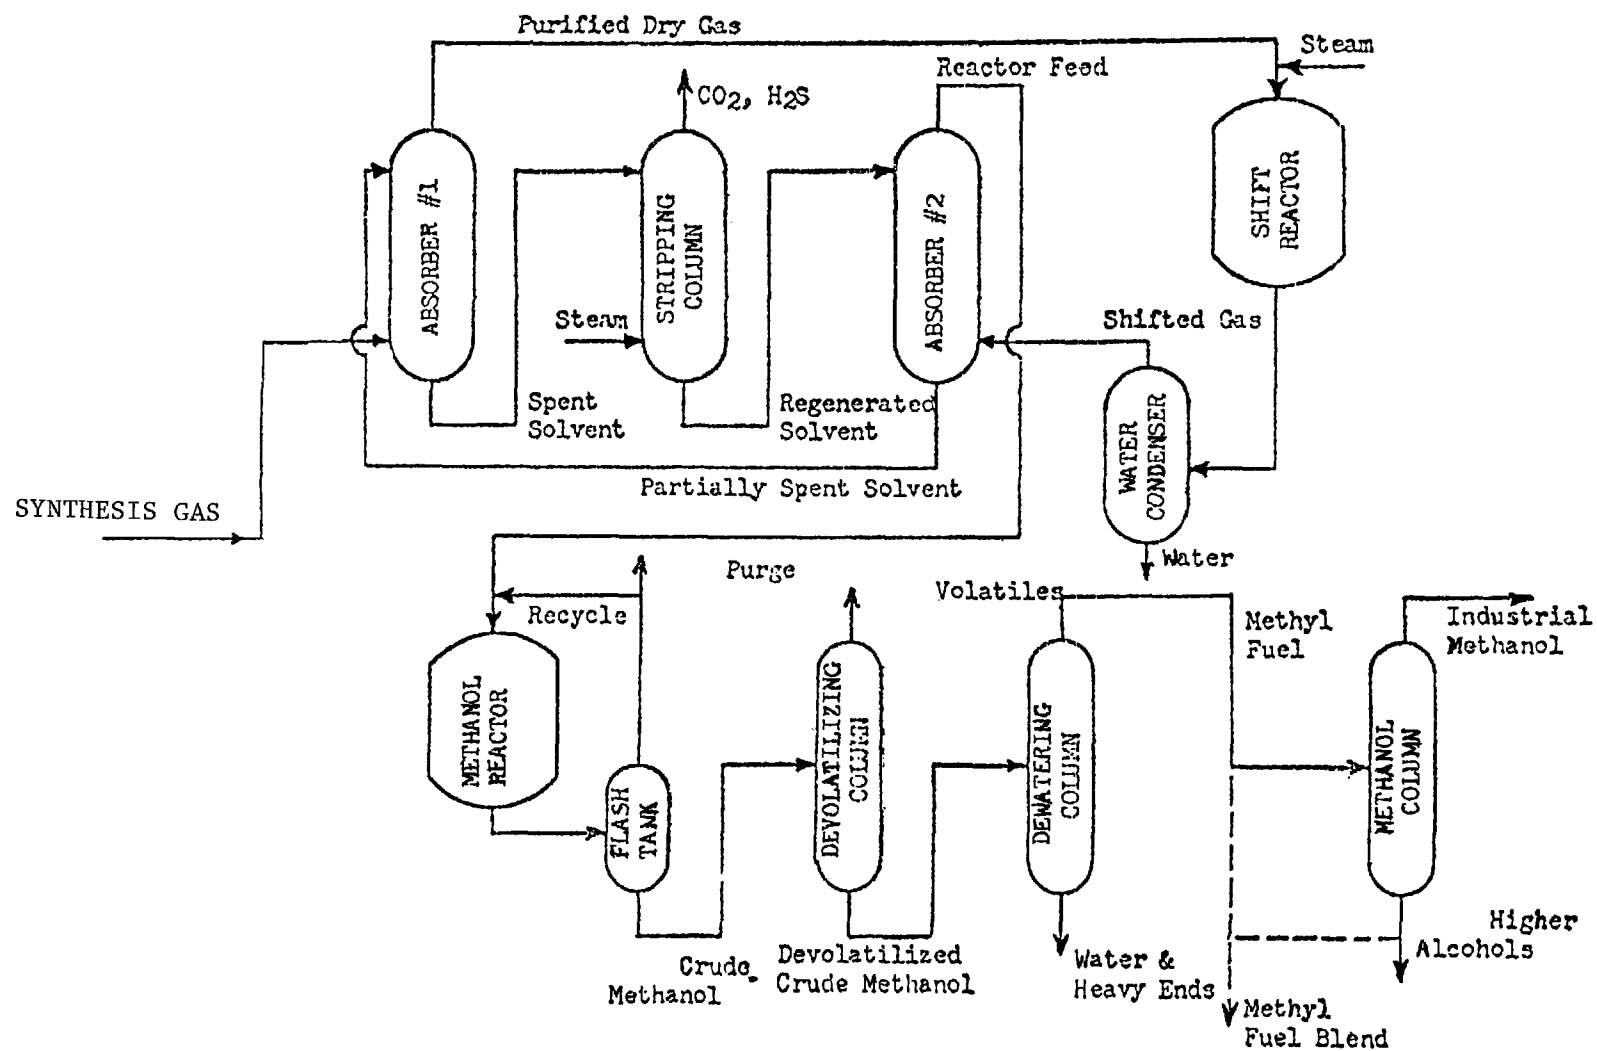 Purified Dry Gas
Steam
Reactor Feed
CO2, H2S
ABSORBER #1
STRIPPING
COLUMN
ABSORBER #2
SHIFT
REACTOR
Steam
Shifted Gas
Spent
Solvent
Regenerated
Solvent
WATER
CONDENSER
Partially Spent Solvent
SYNTHESIS GAS
Water
Purge
Recycle
Volatiles
Methyl
Fuel
Industrial
Methanol
METHANOL
REACTOR
FLASH
TANK
DEVOLATILIZING
COLUMN
DEWATERING
COLUMN
METHANOL
COLUMN
Crude
Methanol
Devolatilized
Crude Methanol
Water &
Heavy Ends
Higher
Alcohols
Methyl
Fuel Blend